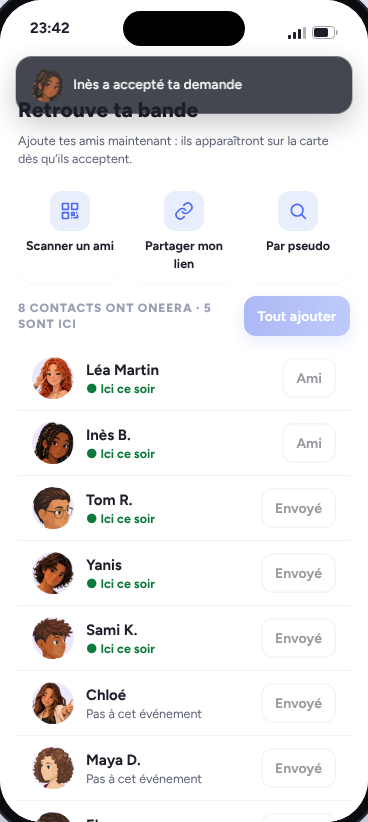 23:42
Inès a accepté ta demande
Retrouve ta bande
Ajoute tes amis maintenant : ils apparaîtront sur la carte
dès qu'ils acceptent.
Scanner un ami
Partager mon
lien
Par pseudo
8 CONTACTS ONT ONEERA · 5
SONT ICI
Tout ajouter
Léa Martin
Ici ce soir
Ami
Inès B.
Ici ce soir
Ami
Tom R.
Ici ce soir
Envoyé
Yanis
Ici ce soir
Envoyé
Sami K.
Ici ce soir
Envoyé
Chloé
Pas à cet événement
Envoyé
Maya D.
Pas à cet événement
Envoyé